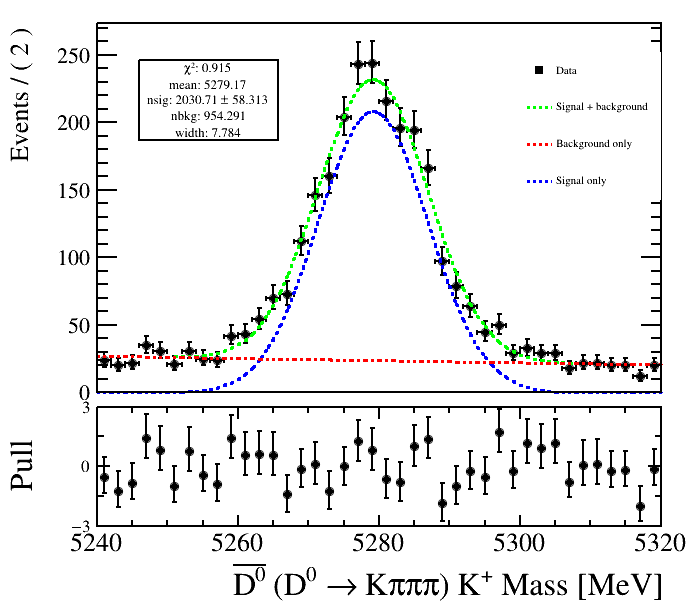 Events / ( 2 )
250
200
150
100
50
0
χ²: 0.915
mean: 5279.17
nsig: 2030.71 ± 58.313
nbkg: 954.291
width: 7.784
Data
Signal + background
Background only
Signal only
Pull
3
0
−3
5240 5260 5280 5300 5320
D̅⁰ (D⁰ → Kπππ) K⁺ Mass [MeV]